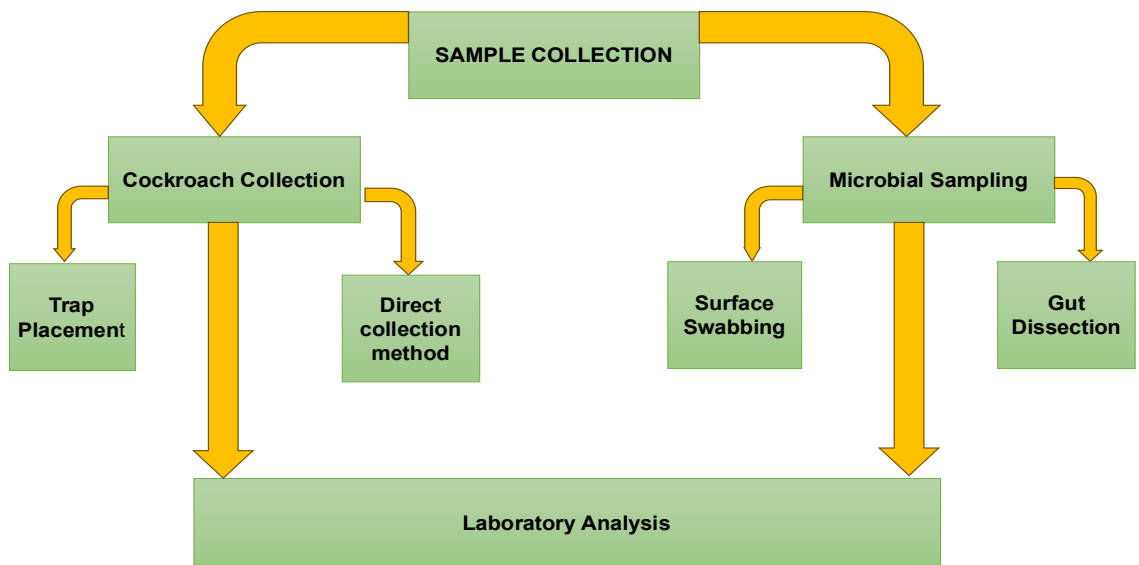 SAMPLE COLLECTION
Cockroach Collection
Microbial Sampling
Trap
Placement
Direct
collection
method
Surface
Swabbing
Gut
Dissection
Laboratory Analysis